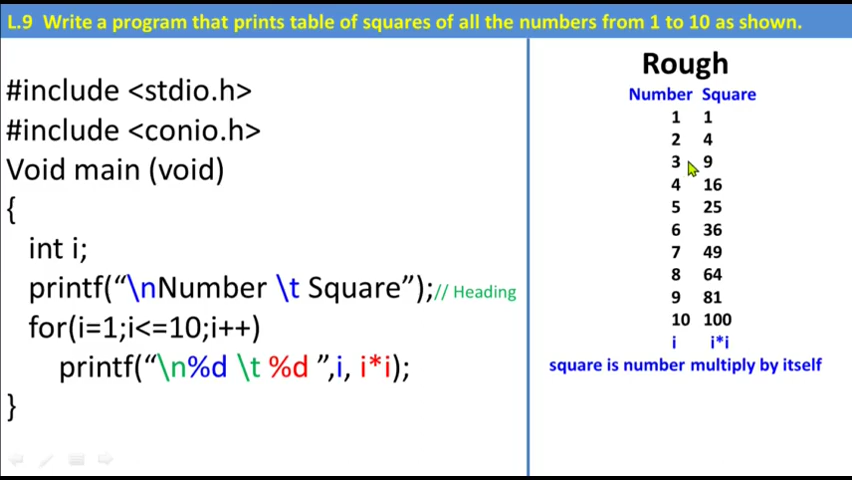 L.9 Write a program that prints table of squares of all the numbers from 1 to 10 as shown.
#include <stdio.h>
#include <conio.h>
Void main (void)
{
int i;
printf(“\nNumber \t Square”);// Heading
for(i=1;i<=10;i++)
printf(“\n%d \t %d ”,i, i*i);
}
Rough
Number Square
1 1
2 4
3 9
4 16
5 25
6 36
7 49
8 64
9 81
10 100
i i*i
square is number multiply by itself